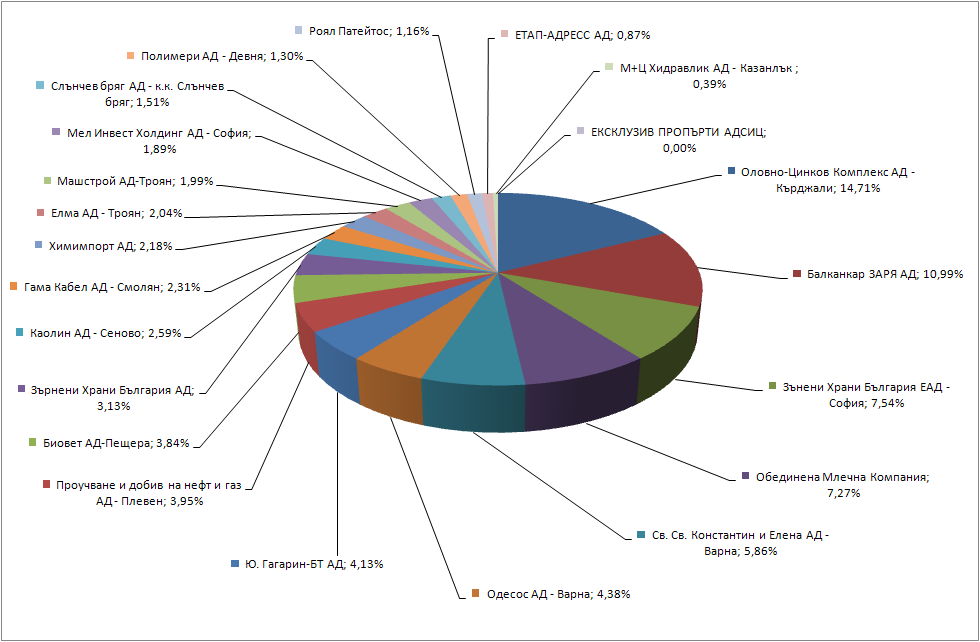 Роял Патейтос; 1,16%
ЕТАП-АДРЕСС АД; 0,87%
Полимери АД - Девня; 1,30%
М+Ц Хидравлик АД - Казанлък ;
0,39%
Слънчев бряг АД - к.к. Слънчев
бряг; 1,51%
Мел Инвест Холдинг АД - София;
1,89%
ЕКСКЛУЗИВ ПРОПЪРТИ АДСИЦ;
0,00%
Оловно-Цинков Комплекс АД -
Кърджали; 14,71%
Машстрой АД-Троян; 1,99%
Елма АД - Троян; 2,04%
Химимпорт АД; 2,18%
Балканкар ЗАРЯ АД; 10,99%
Гама Кабел АД - Смолян; 2,31%
Каолин АД - Сеново; 2,59%
Зърнени Храни България АД;
3,13%
Зънени Храни България ЕАД -
София; 7,54%
Биовет АД-Пещера; 3,84%
Обединена Млечна Компания;
7,27%
Проучване и добив на нефт и газ
АД - Плевен; 3,95%
Св. Св. Константин и Елена АД -
Варна; 5,86%
Ю. Гагарин-БТ АД; 4,13%
Одесос АД - Варна; 4,38%